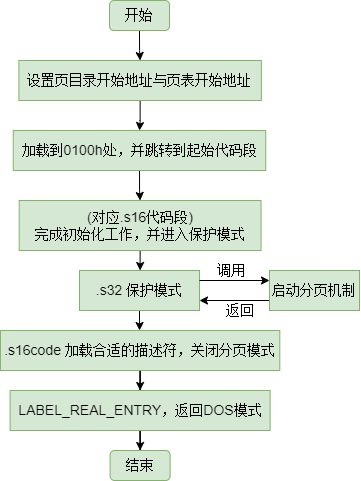 开始
设置页目录开始地址与页表开始地址
加载到0100h处，并跳转到起始代码段
(对应.s16代码段)
完成初始化工作，并进入保护模式
.s32 保护模式
调用
启动分页机制
返回
.s16code 加载合适的描述符，关闭分页模式
LABEL_REAL_ENTRY，返回DOS模式
结束